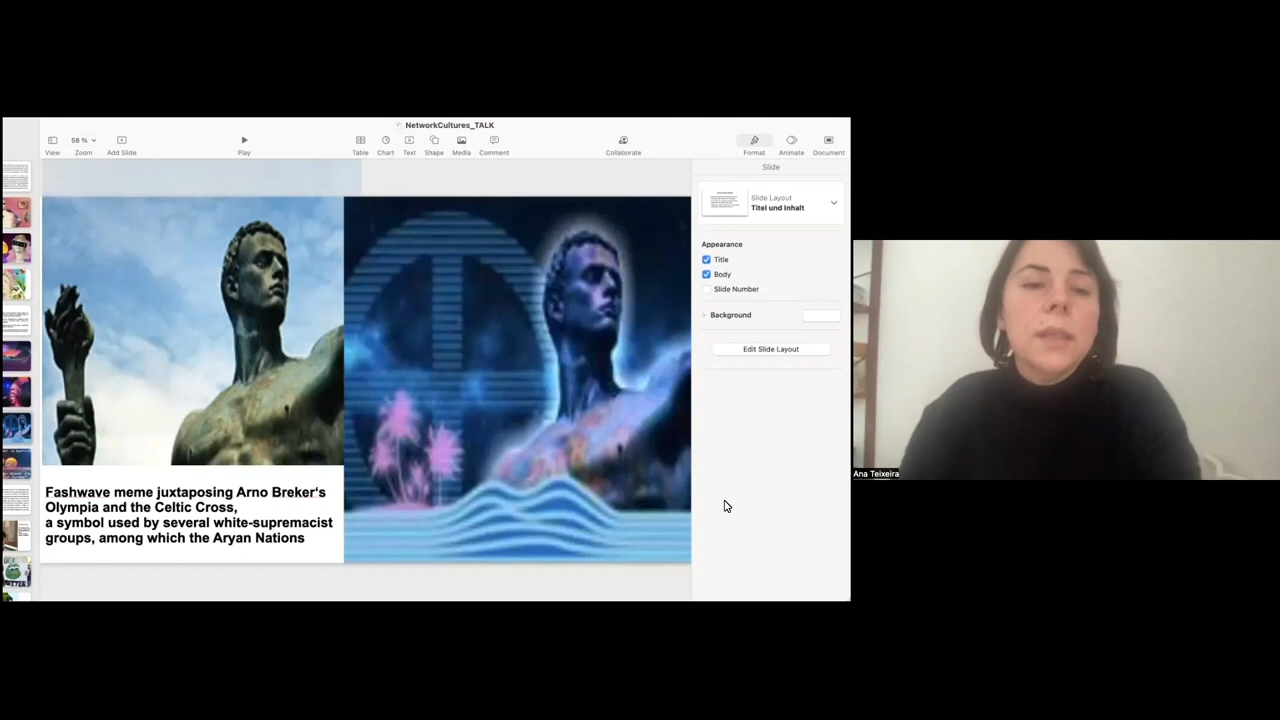 NetworkCultures_TALK
View
58 %
Zoom
Add Slide
Play
Table
Chart
Text
Shape
Media
Comment
Collaborate
Format
Animate
Document
Slide
Slide Layout
Titel und Inhalt
Appearance
Title
Body
Slide Number
Background
Edit Slide Layout
Fashwave meme juxtaposing Arno Breker's
Olympia and the Celtic Cross,
a symbol used by several white-supremacist
groups, among which the Aryan Nations
Ana Teixeira